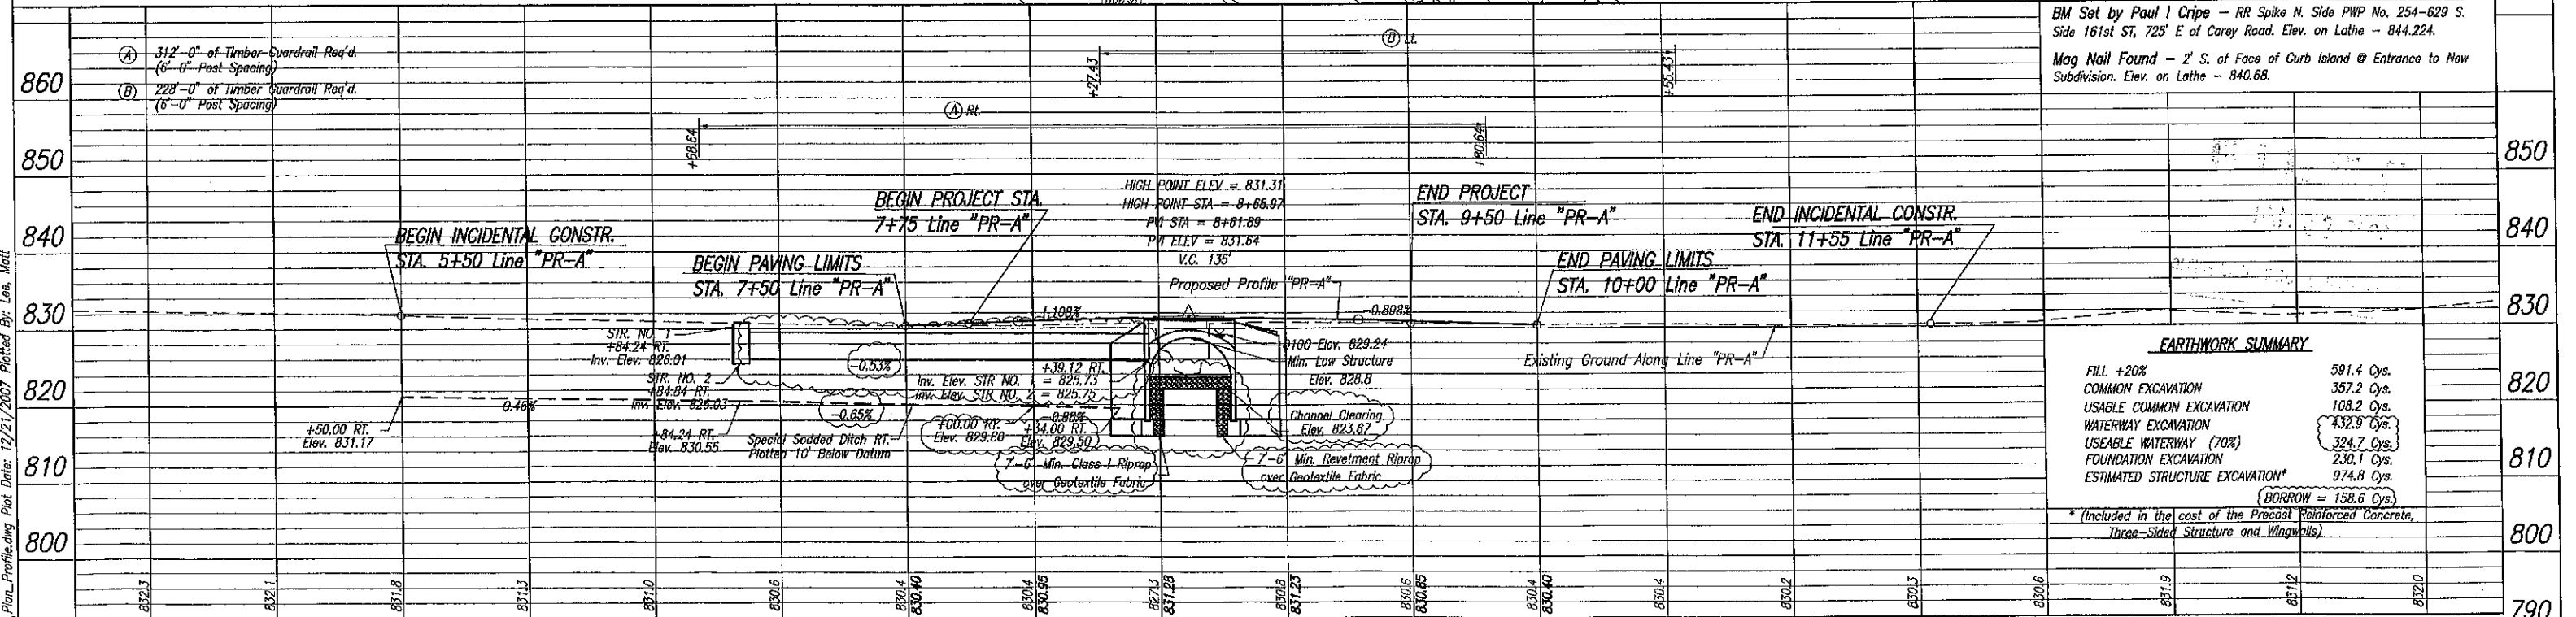 BM Set by Paul I Cripe – RR Spike N. Side PWP No. 254-629 S.
Side 161st ST, 725' E of Carey Road. Elev. on Lathe – 844.224.
Mag Nail Found – 2' S. of Face of Curb Island @ Entrance to New
Subdivision. Elev. on Lathe – 840.68.
A 312'-0" of Timber Guardrail Req'd.
(6'-0" Post Spacing)
B 228'-0" of Timber Guardrail Req'd.
(6'-0" Post Spacing)
B Lt.
+27.43
+55.43
A Rt.
+68.64
+80.64
860
850
840
830
820
810
800
850
840
830
820
810
800
790
BEGIN INCIDENTAL CONSTR.
STA. 5+50 Line "PR-A"
BEGIN PAVING LIMITS
STA. 7+50 Line "PR-A"
BEGIN PROJECT STA.
7+75 Line "PR-A"
HIGH POINT ELEV = 831.31
HIGH POINT STA = 8+68.97
PVI STA = 8+61.89
PVI ELEV = 831.64
V.C. 135'
Proposed Profile "PR-A"
END PROJECT
STA. 9+50 Line "PR-A"
END PAVING LIMITS
STA. 10+00 Line "PR-A"
END INCIDENTAL CONSTR.
STA. 11+55 Line "PR-A"
1.108%
-0.898%
STR. NO. 1
+84.24 RT.
Inv. Elev. 826.01
STR. NO. 2
+84.84 RT.
Inv. Elev. 826.03
-0.53%
-0.65%
+39.12 RT.
Inv. Elev. STR NO. 1 = 825.73
Inv. Elev. STR NO. 2 = 825.75
Q100 Elev. 829.24
Min. Low Structure
Elev. 828.8
Existing Ground Along Line "PR-A"
0.46%
+50.00 RT.
Elev. 831.17
+84.24 RT.
Elev. 830.55
Special Sodded Ditch RT.
Plotted 10' Below Datum
+00.00 RT.
Elev. 829.80
-0.88%
+34.00 RT.
Elev. 829.50
Channel Clearing
Elev. 823.67
7'-6" Min. Class I Riprap
over Geotextile Fabric
7'-6" Min. Revetment Riprap
over Geotextile Fabric
EARTHWORK SUMMARY
FILL +20% 591.4 Cys.
COMMON EXCAVATION 357.2 Cys.
USABLE COMMON EXCAVATION 108.2 Cys.
WATERWAY EXCAVATION 432.9 Cys.
USEABLE WATERWAY (70%) 324.7 Cys.
FOUNDATION EXCAVATION 230.1 Cys.
ESTIMATED STRUCTURE EXCAVATION* 974.8 Cys.
BORROW = 158.6 Cys.
* (Included in the cost of the Precast Reinforced Concrete,
Three-Sided Structure and Wingwalls)
832.3
832.1
831.8
831.3
831.0
830.6
830.4
830.40
830.4
830.95
827.3
831.28
830.8
831.23
830.6
830.85
830.4
830.40
830.4
830.2
830.3
830.6
831.9
831.2
832.0
Plan_Profile.dwg Plot Date: 12/21/2007 Plotted By: Lee, Matt